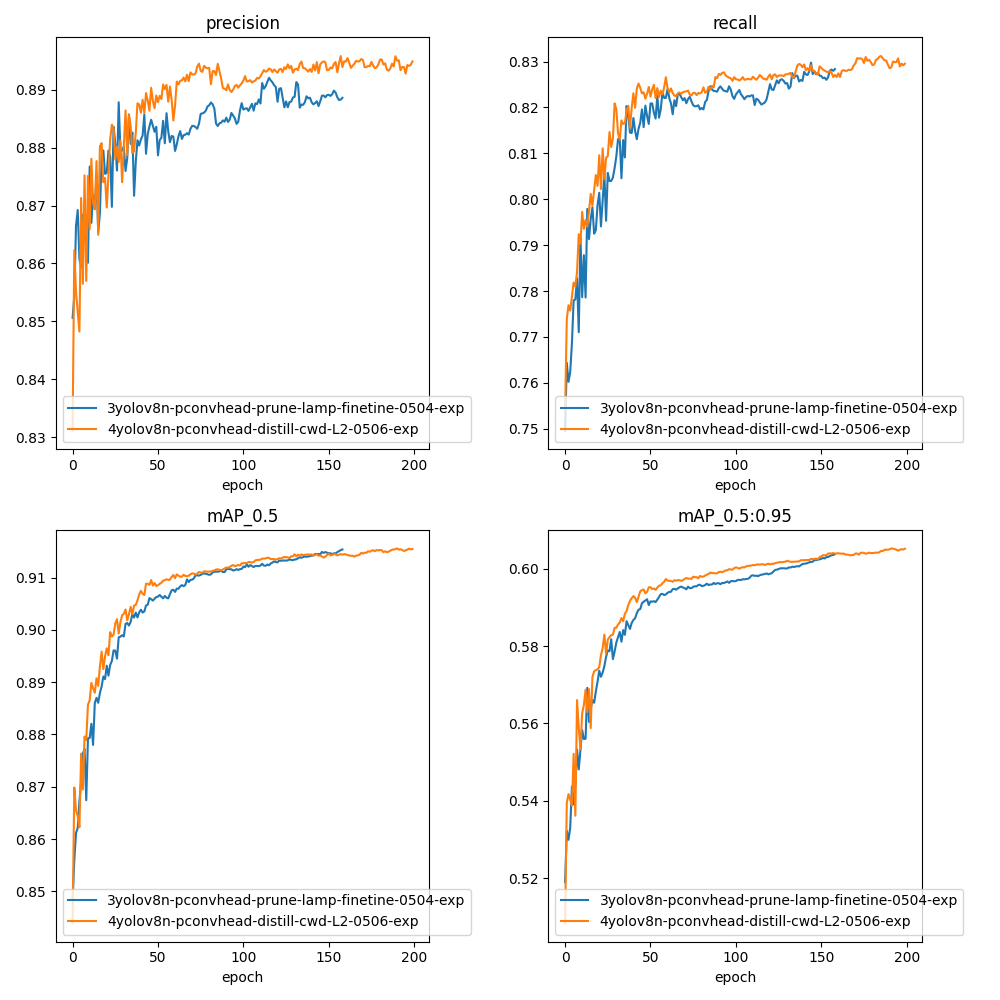 precision
0.89
0.88
0.87
0.86
0.85
0.84
0.83
3yolov8n-pconvhead-prune-lamp-finetine-0504-exp
4yolov8n-pconvhead-distill-cwd-L2-0506-exp
0 50 100 150 200
epoch
recall
0.83
0.82
0.81
0.80
0.79
0.78
0.77
0.76
0.75
3yolov8n-pconvhead-prune-lamp-finetine-0504-exp
4yolov8n-pconvhead-distill-cwd-L2-0506-exp
0 50 100 150 200
epoch
mAP_0.5
0.91
0.90
0.89
0.88
0.87
0.86
0.85
3yolov8n-pconvhead-prune-lamp-finetine-0504-exp
4yolov8n-pconvhead-distill-cwd-L2-0506-exp
0 50 100 150 200
epoch
mAP_0.5:0.95
0.60
0.58
0.56
0.54
0.52
3yolov8n-pconvhead-prune-lamp-finetine-0504-exp
4yolov8n-pconvhead-distill-cwd-L2-0506-exp
0 50 100 150 200
epoch